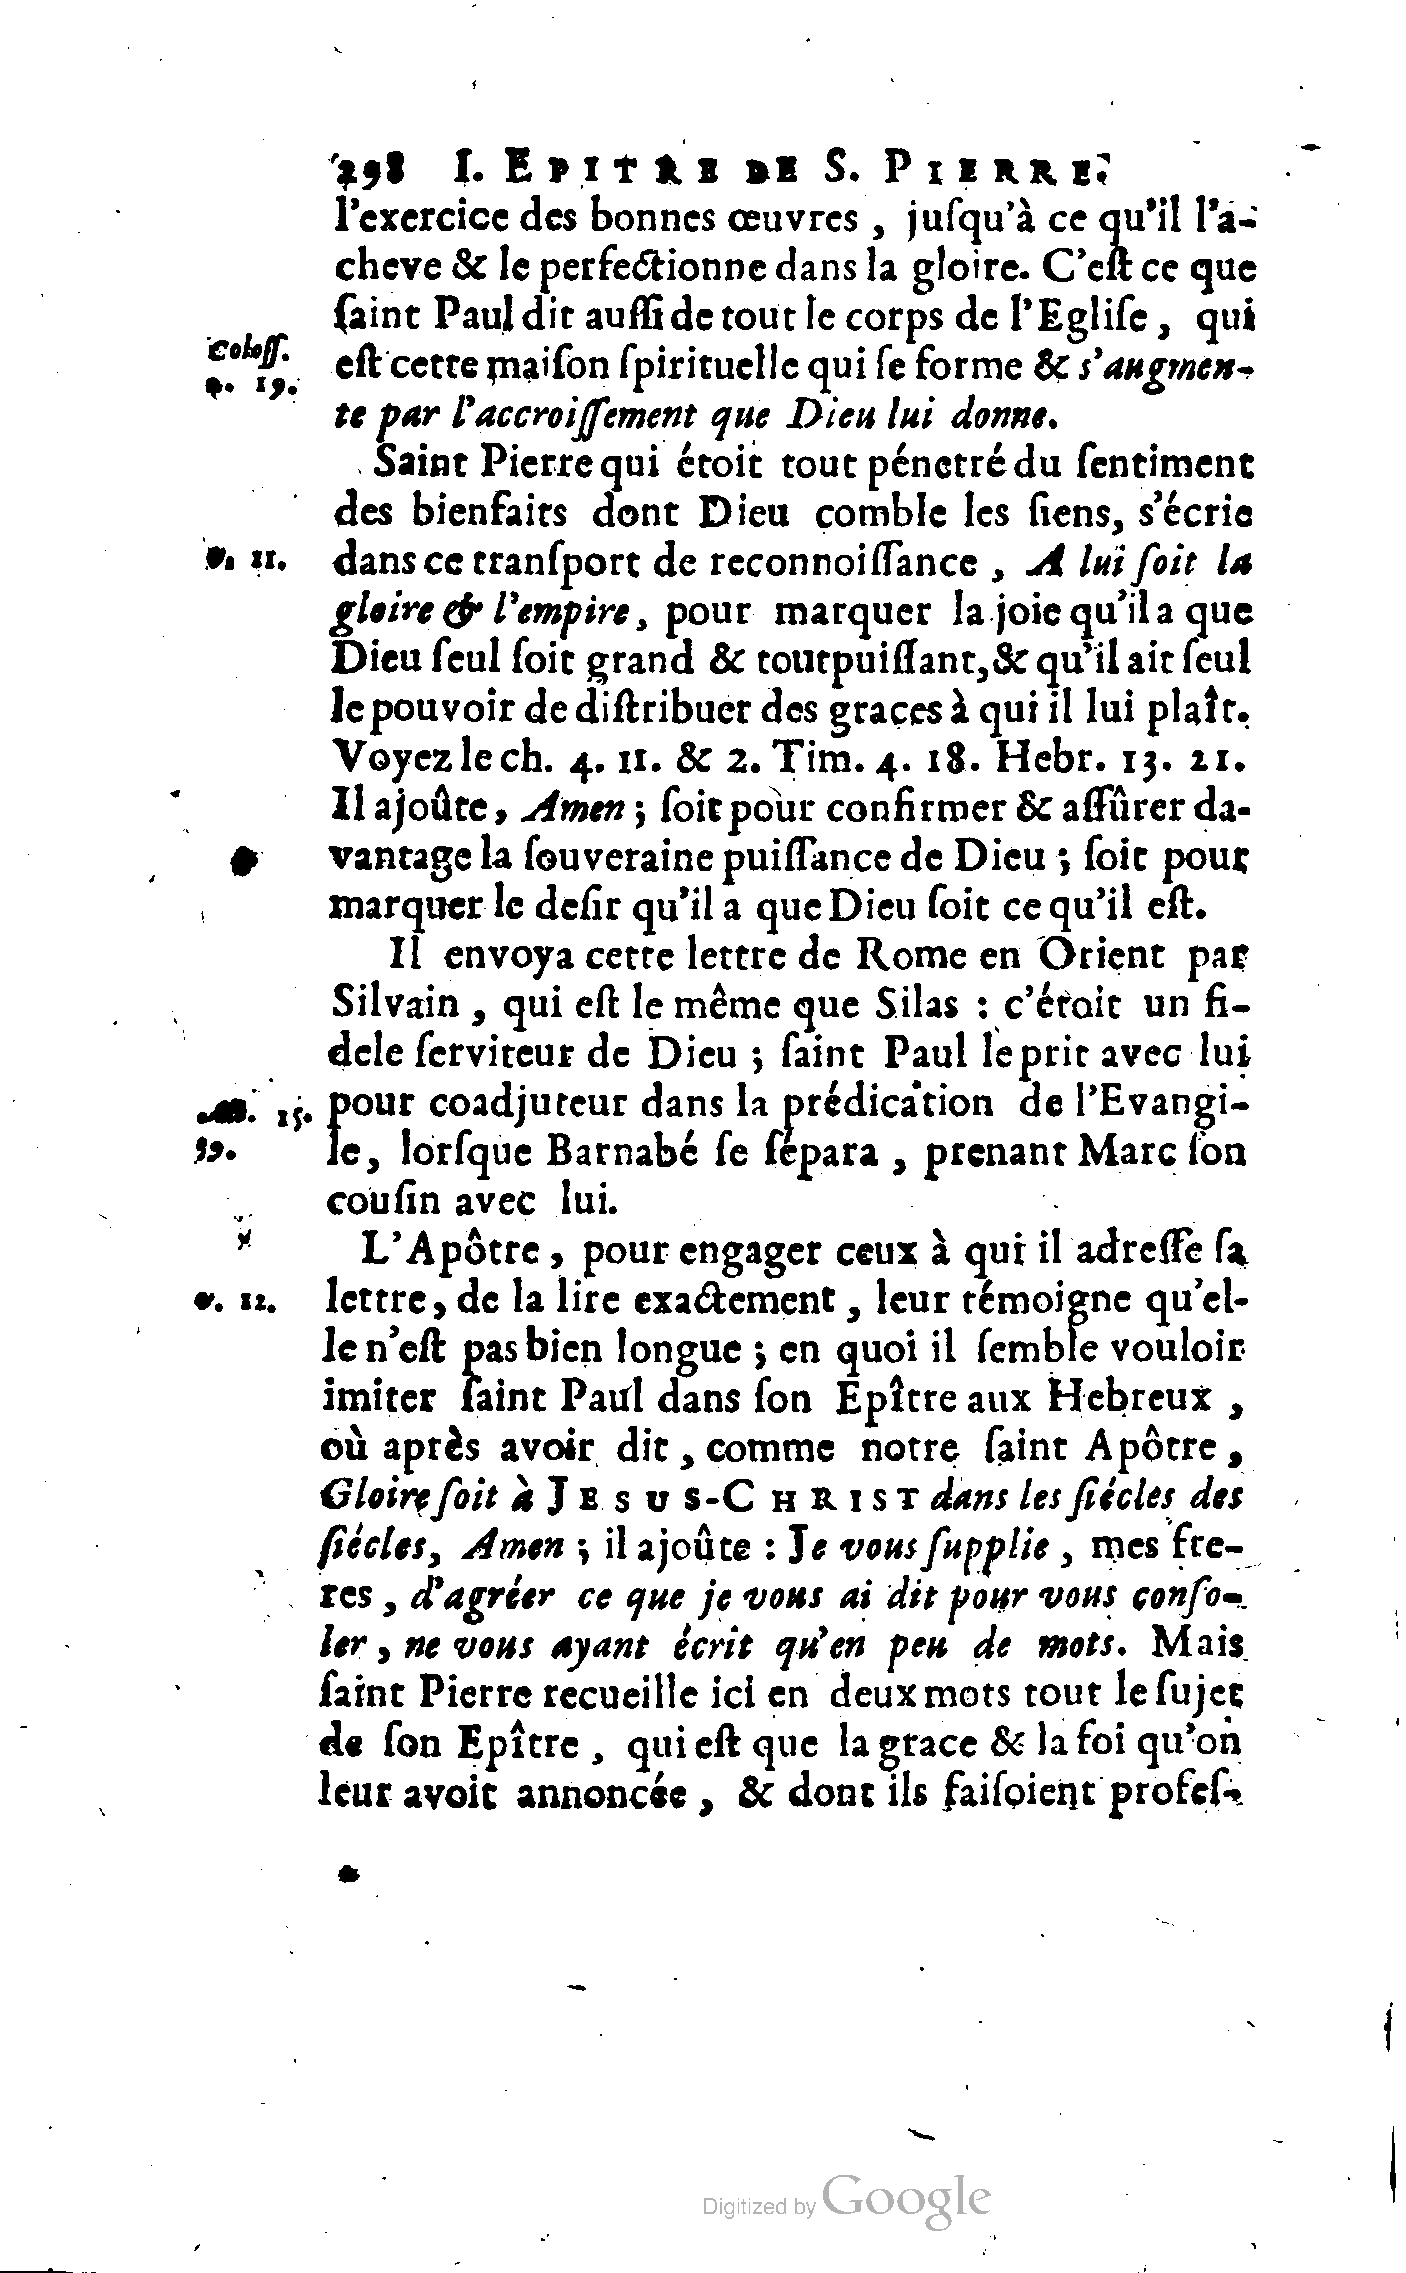 298 I. EPITRE DE S. PIERRE.
l'exercice des bonnes œuvres, juſqu'à ce qu'il l'a-
cheve & le perfectionne dans la gloire. C'eſt ce que
ſaint Paul dit auſſi de tout le corps de l'Egliſe, qui
Coloſſ. 2. 19.
eſt cette maiſon ſpirituelle qui ſe forme & s'augmen-
te par l'accroiſſement que Dieu lui donne.
Saint Pierre qui étoit tout pénetré du ſentiment
des bienfaits dont Dieu comble les ſiens, s'écrie
v. 11.
dans ce tranſport de reconnoiſſance, A lui ſoit la
gloire & l'empire, pour marquer la joie qu'il a que
Dieu ſeul ſoit grand & toutpuiſſant, & qu'il ait ſeul
le pouvoir de diſtribuer des graces à qui il lui plaît.
Voyez le ch. 4. 11. & 2. Tim. 4. 18. Hebr. 13. 21.
Il ajoûte, Amen ; ſoit pour confirmer & aſſûrer da-
vantage la ſouveraine puiſſance de Dieu ; ſoit pour
marquer le deſir qu'il a que Dieu ſoit ce qu'il eſt.
Il envoya cette lettre de Rome en Orient par
Silvain, qui eſt le même que Silas : c'étoit un fi-
dele ſerviteur de Dieu ; ſaint Paul le prit avec lui
15.
39.
pour coadjuteur dans la prédication de l'Evangi-
le, lorſque Barnabé ſe ſépara, prenant Marc ſon
couſin avec lui.
L'Apôtre, pour engager ceux à qui il adreſſe ſa
v. 12.
lettre, de la lire exactement, leur témoigne qu'el-
le n'eſt pas bien longue ; en quoi il ſemble vouloir
imiter ſaint Paul dans ſon Epître aux Hebreux,
où après avoir dit, comme notre ſaint Apôtre,
Gloire ſoit à JESUS-CHRIST dans les ſiécles des
ſiécles, Amen ; il ajoûte : Je vous ſupplie, mes fre-
res, d'agréer ce que je vous ai dit pour vous conſo-
ler, ne vous ayant écrit qu'en peu de mots. Mais
ſaint Pierre recueille ici en deux mots tout le ſujet
de ſon Epître, qui eſt que la grace & la foi qu'on
leur avoit annoncée, & dont ils faiſoient profeſ-
Digitized by Google